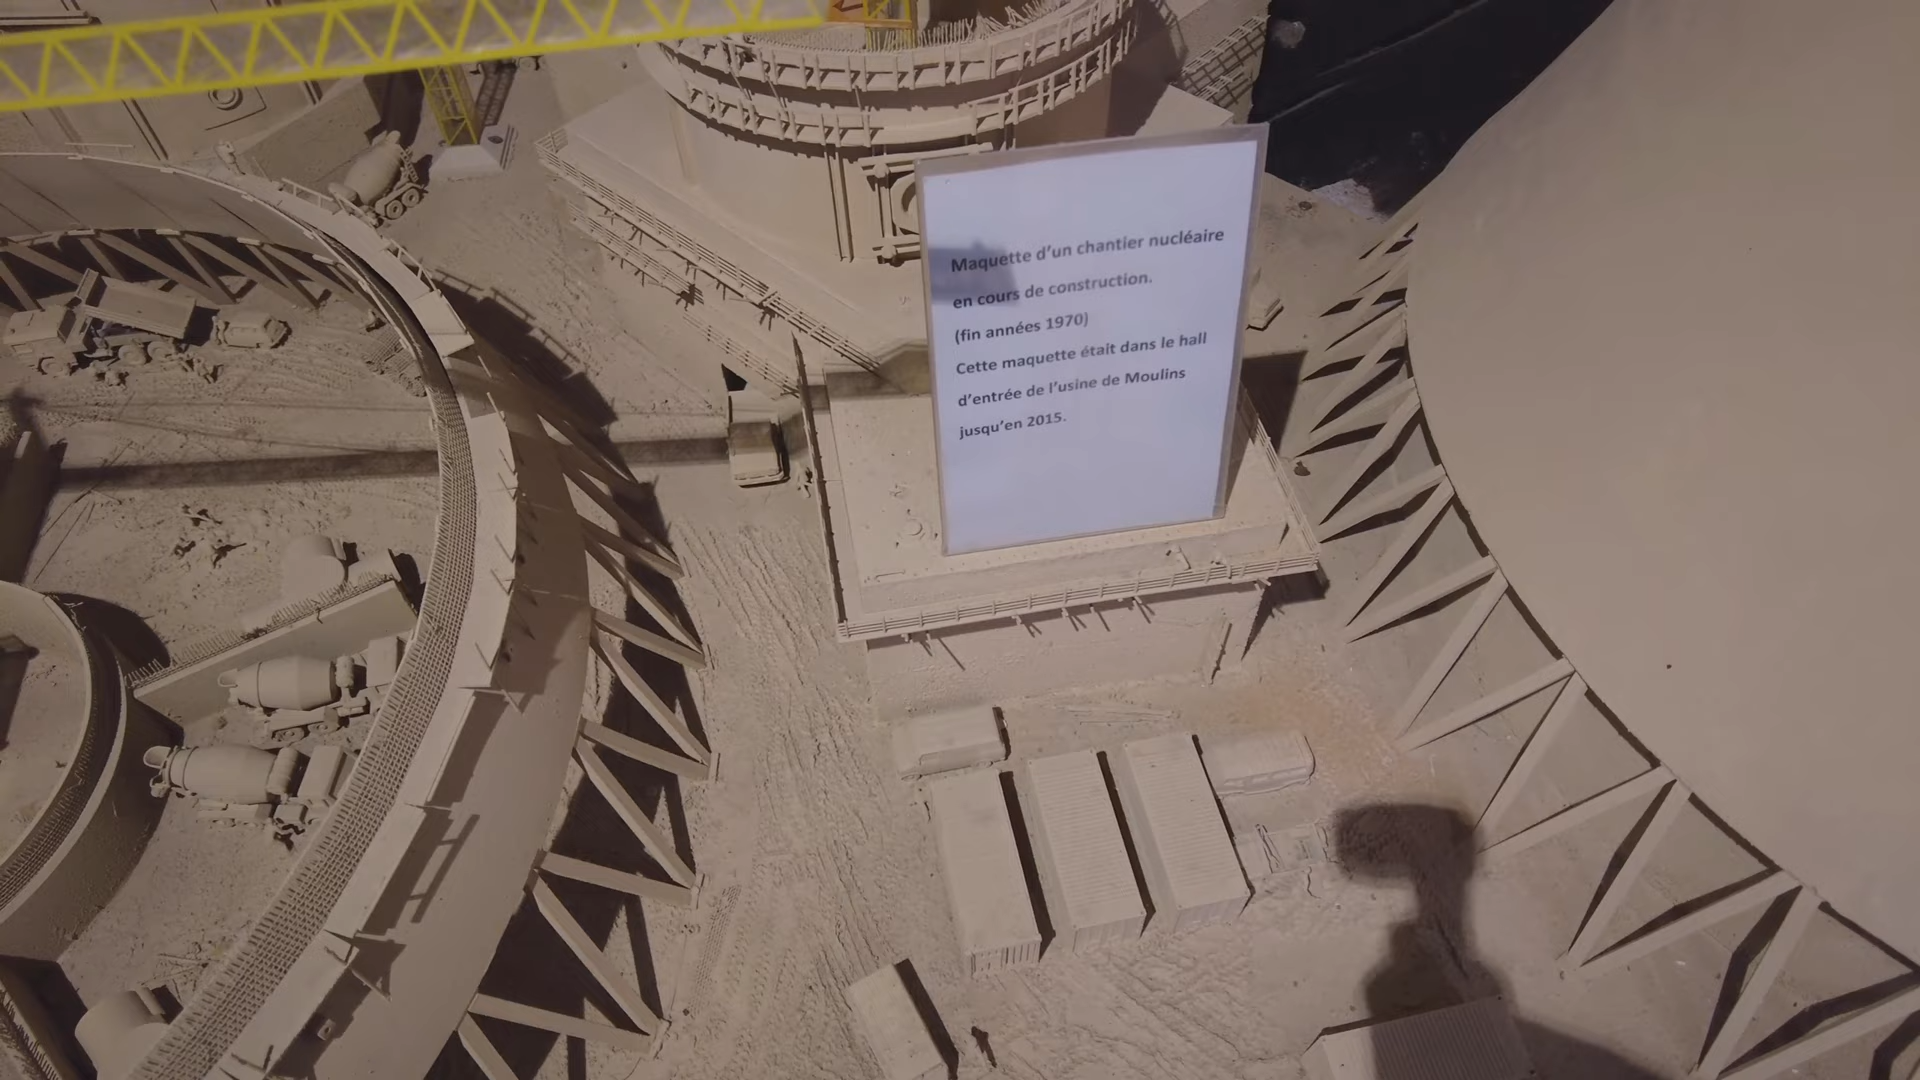 Maquette d'un chantier nucléaire
en cours de construction.
(fin années 1970)
Cette maquette était dans le hall
d'entrée de l'usine de Moulins
jusqu'en 2015.